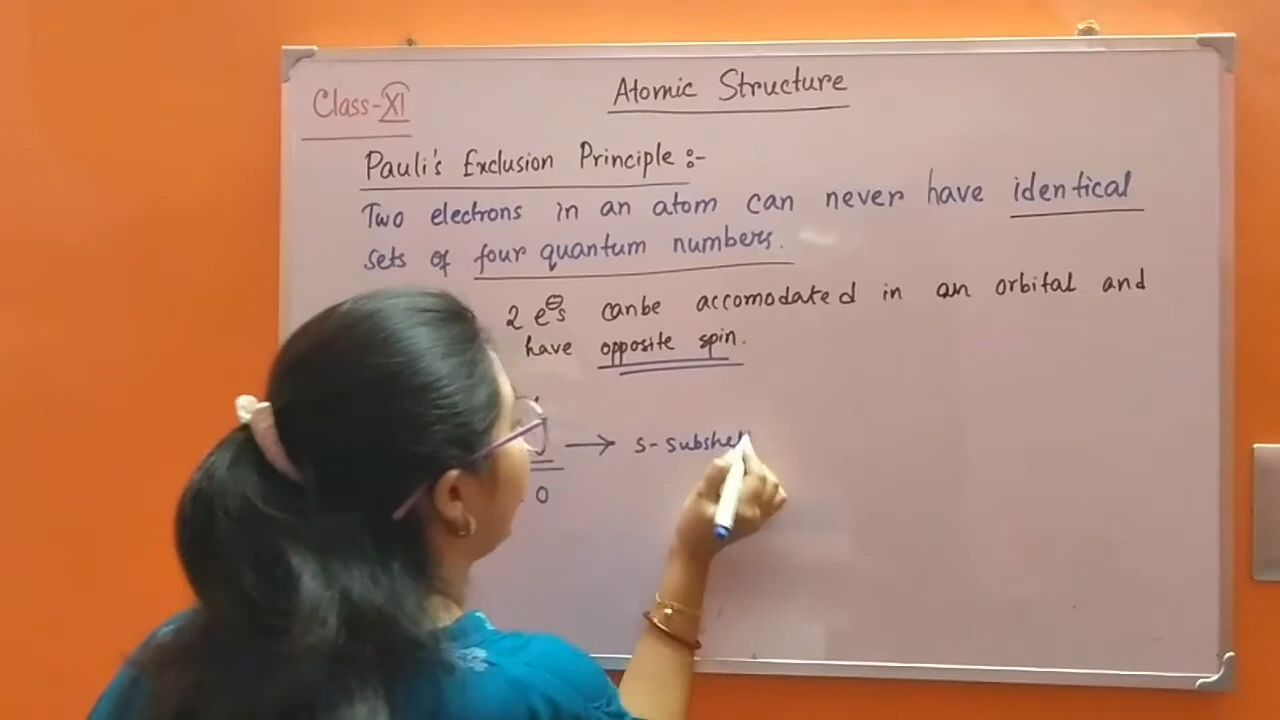 Atomic Structure
Class-XI
Pauli's Exclusion Principle :-
Two electrons in an atom can never have identical
sets of four quantum numbers.
2 e⊖s canbe accomodated in an orbital and
have opposite spin.
→ s-subshel
0